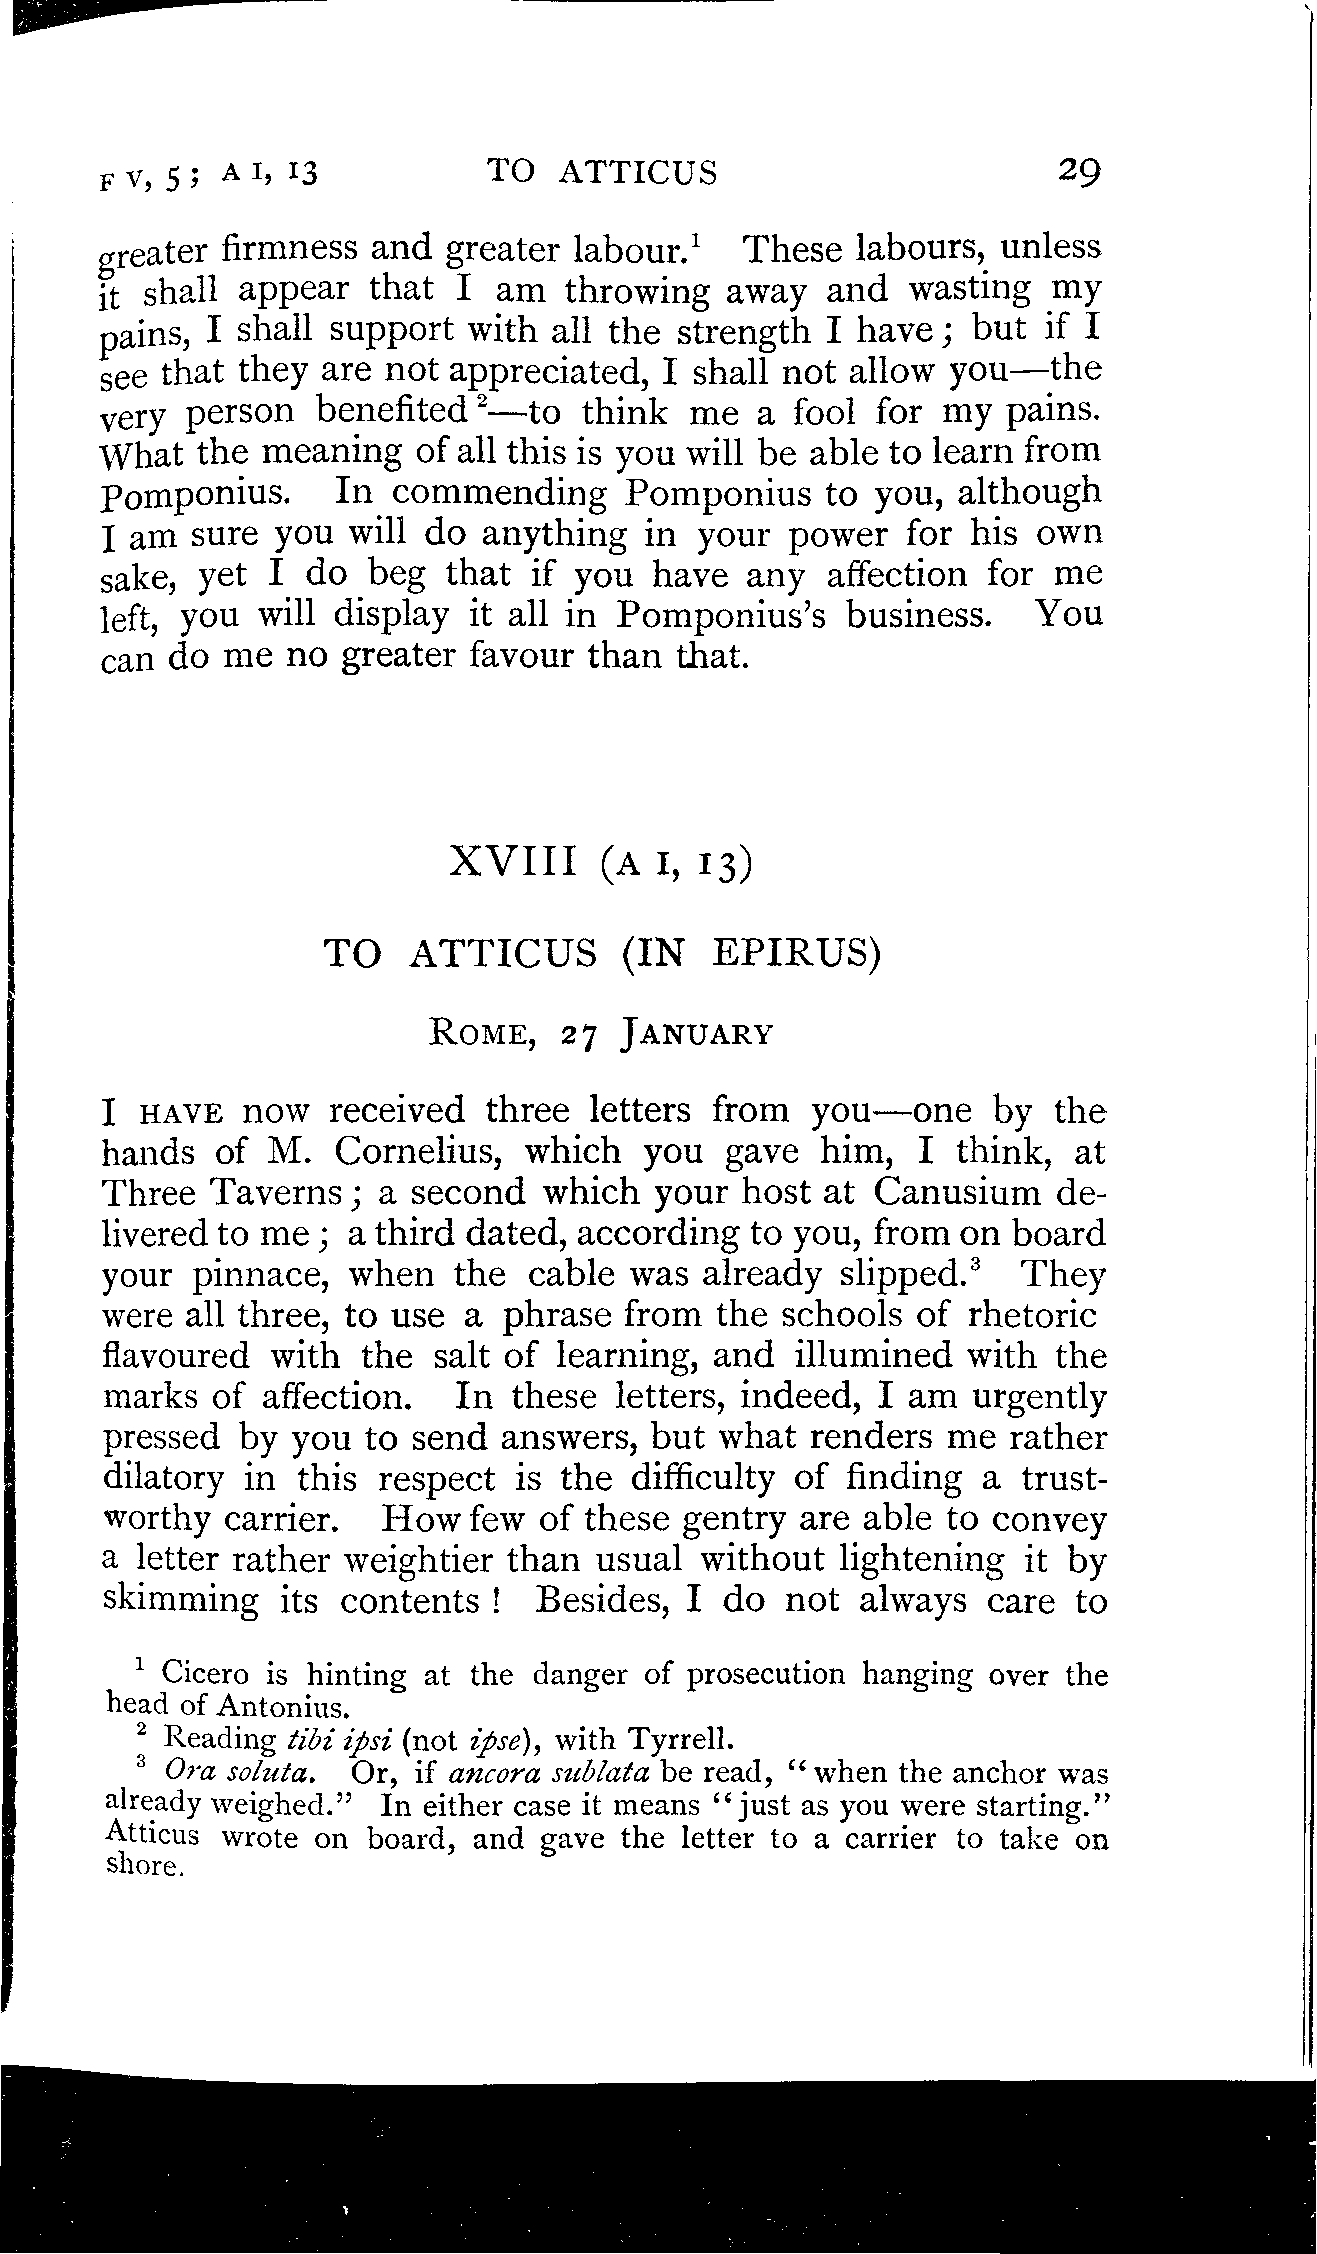 F V, 5; A I, 13 TO ATTICUS 29
greater firmness and greater labour.¹ These labours, unless
it shall appear that I am throwing away and wasting my
pains, I shall support with all the strength I have; but if I
see that they are not appreciated, I shall not allow you—the
very person benefited²—to think me a fool for my pains.
What the meaning of all this is you will be able to learn from
Pomponius. In commending Pomponius to you, although
I am sure you will do anything in your power for his own
sake, yet I do beg that if you have any affection for me
left, you will display it all in Pomponius's business. You
can do me no greater favour than that.
XVIII (A I, 13)
TO ATTICUS (IN EPIRUS)
ROME, 27 JANUARY
I HAVE now received three letters from you—one by the
hands of M. Cornelius, which you gave him, I think, at
Three Taverns; a second which your host at Canusium de-
livered to me; a third dated, according to you, from on board
your pinnace, when the cable was already slipped.³ They
were all three, to use a phrase from the schools of rhetoric
flavoured with the salt of learning, and illumined with the
marks of affection. In these letters, indeed, I am urgently
pressed by you to send answers, but what renders me rather
dilatory in this respect is the difficulty of finding a trust-
worthy carrier. How few of these gentry are able to convey
a letter rather weightier than usual without lightening it by
skimming its contents! Besides, I do not always care to
¹ Cicero is hinting at the danger of prosecution hanging over the
head of Antonius.
² Reading tibi ipsi (not ipse), with Tyrrell.
³ Ora soluta. Or, if ancora sublata be read, "when the anchor was
already weighed." In either case it means "just as you were starting."
Atticus wrote on board, and gave the letter to a carrier to take on
shore.